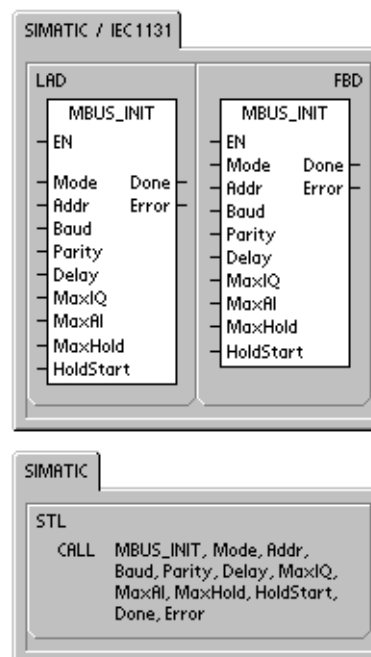 SIMATIC / IEC1131
LAD
MBUS_INIT
EN
Mode Done
Addr Error
Baud
Parity
Delay
MaxIQ
MaxAI
MaxHold
HoldStart
FBD
MBUS_INIT
EN
Mode Done
Addr Error
Baud
Parity
Delay
MaxIQ
MaxAI
MaxHold
HoldStart
SIMATIC
STL
CALL MBUS_INIT, Mode, Addr,
Baud, Parity, Delay, MaxIQ,
MaxAI, MaxHold, HoldStart,
Done, Error